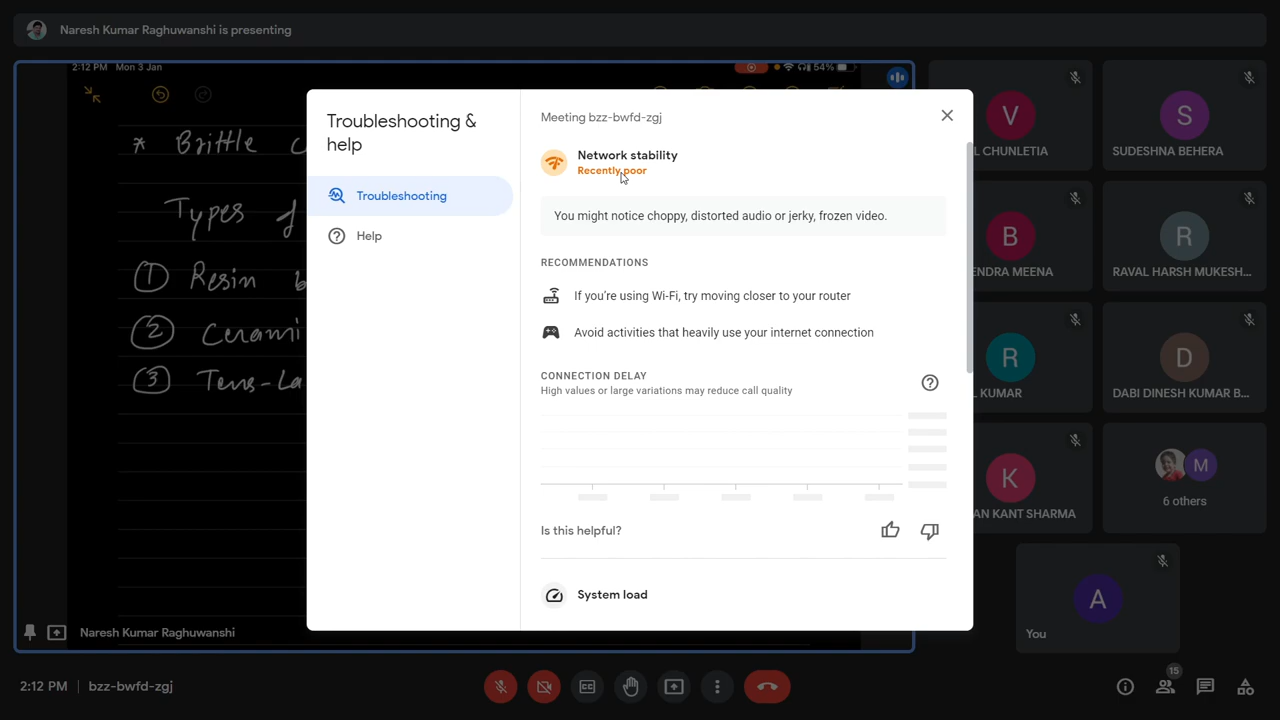 Naresh Kumar Raghuwanshi is presenting
2:12 PM Mon 3 Jan
54%
* Brittle
Types of
① Resin b
② Cerami
③ Tens-La
Naresh Kumar Raghuwanshi
Troubleshooting &
help
Troubleshooting
Help
Meeting bzz-bwfd-zgj
Network stability
Recently poor
You might notice choppy, distorted audio or jerky, frozen video.
RECOMMENDATIONS
If you're using Wi-Fi, try moving closer to your router
Avoid activities that heavily use your internet connection
CONNECTION DELAY
High values or large variations may reduce call quality
Is this helpful?
System load
V
L CHUNLETIA
S
SUDESHNA BEHERA
B
ENDRA MEENA
R
RAVAL HARSH MUKESH...
R
L KUMAR
D
DABI DINESH KUMAR B...
K
AN KANT SHARMA
M
6 others
A
You
2:12 PM | bzz-bwfd-zgj
15